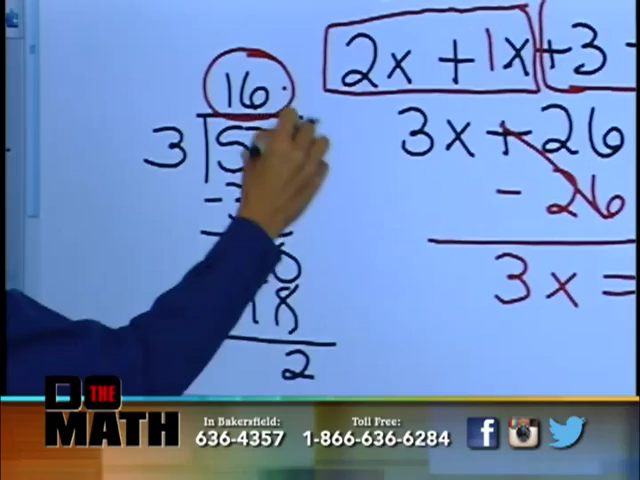 16.
3 5
-
0
18
2
2x + 1x + 3
3x + 26
- 26
3x =
DO THE MATH
In Bakersfield:
636-4357
Toll Free:
1-866-636-6284